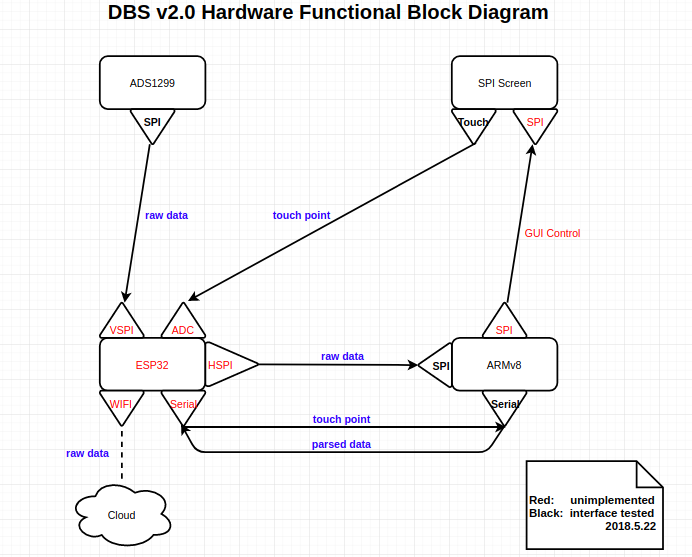 DBS v2.0 Hardware Functional Block Diagram
ADS1299
SPI Screen
SPI
Touch
SPI
raw data
touch point
GUI Control
VSPI
ADC
SPI
ESP32
HSPI
raw data
SPI
ARMv8
WIFI
Serial
Serial
touch point
raw data
parsed data
Cloud
Red: unimplemented
Black: interface tested
2018.5.22